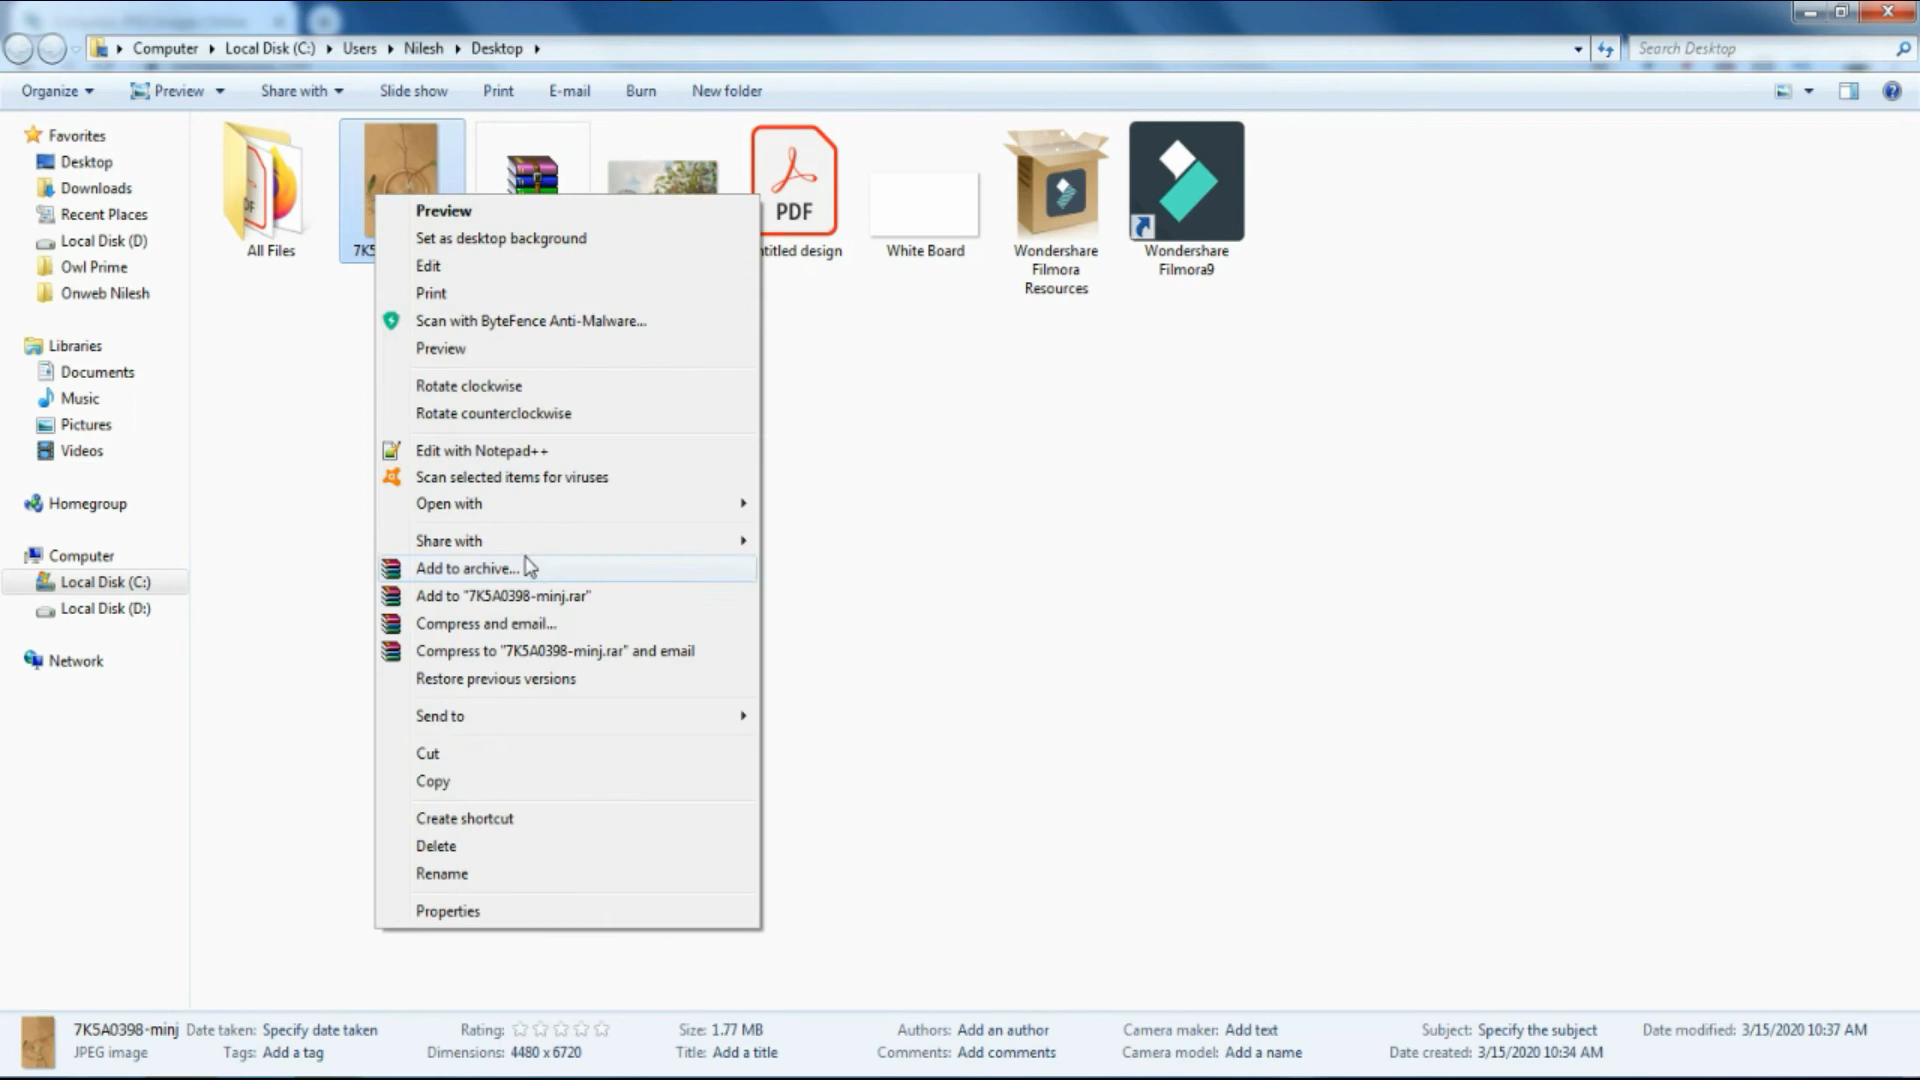 Computer Local Disk (C:) Users Nilesh Desktop
Search Desktop
Organize Preview Share with Slide show Print E-mail Burn New folder
Favorites
Desktop
Downloads
Recent Places
Local Disk (D)
Owl Prime
Onweb Nilesh
Libraries
Documents
Music
Pictures
Videos
Homegroup
Computer
Local Disk (C:)
Local Disk (D:)
Network
All Files
7K5
PDF
ntitled design
White Board
Wondershare
Filmora
Resources
Wondershare
Filmora9
Preview
Set as desktop background
Edit
Print
Scan with ByteFence Anti-Malware...
Preview
Rotate clockwise
Rotate counterclockwise
Edit with Notepad++
Scan selected items for viruses
Open with
Share with
Add to archive...
Add to "7K5A0398-minj.rar"
Compress and email...
Compress to "7K5A0398-minj.rar" and email
Restore previous versions
Send to
Cut
Copy
Create shortcut
Delete
Rename
Properties
7K5A0398-minj Date taken: Specify date taken Rating: Size: 1.77 MB Authors: Add an author Camera maker: Add text Subject: Specify the subject Date modified: 3/15/2020 10:37 AM
JPEG image Tags: Add a tag Dimensions: 4480 x 6720 Title: Add a title Comments: Add comments Camera model: Add a name Date created: 3/15/2020 10:34 AM